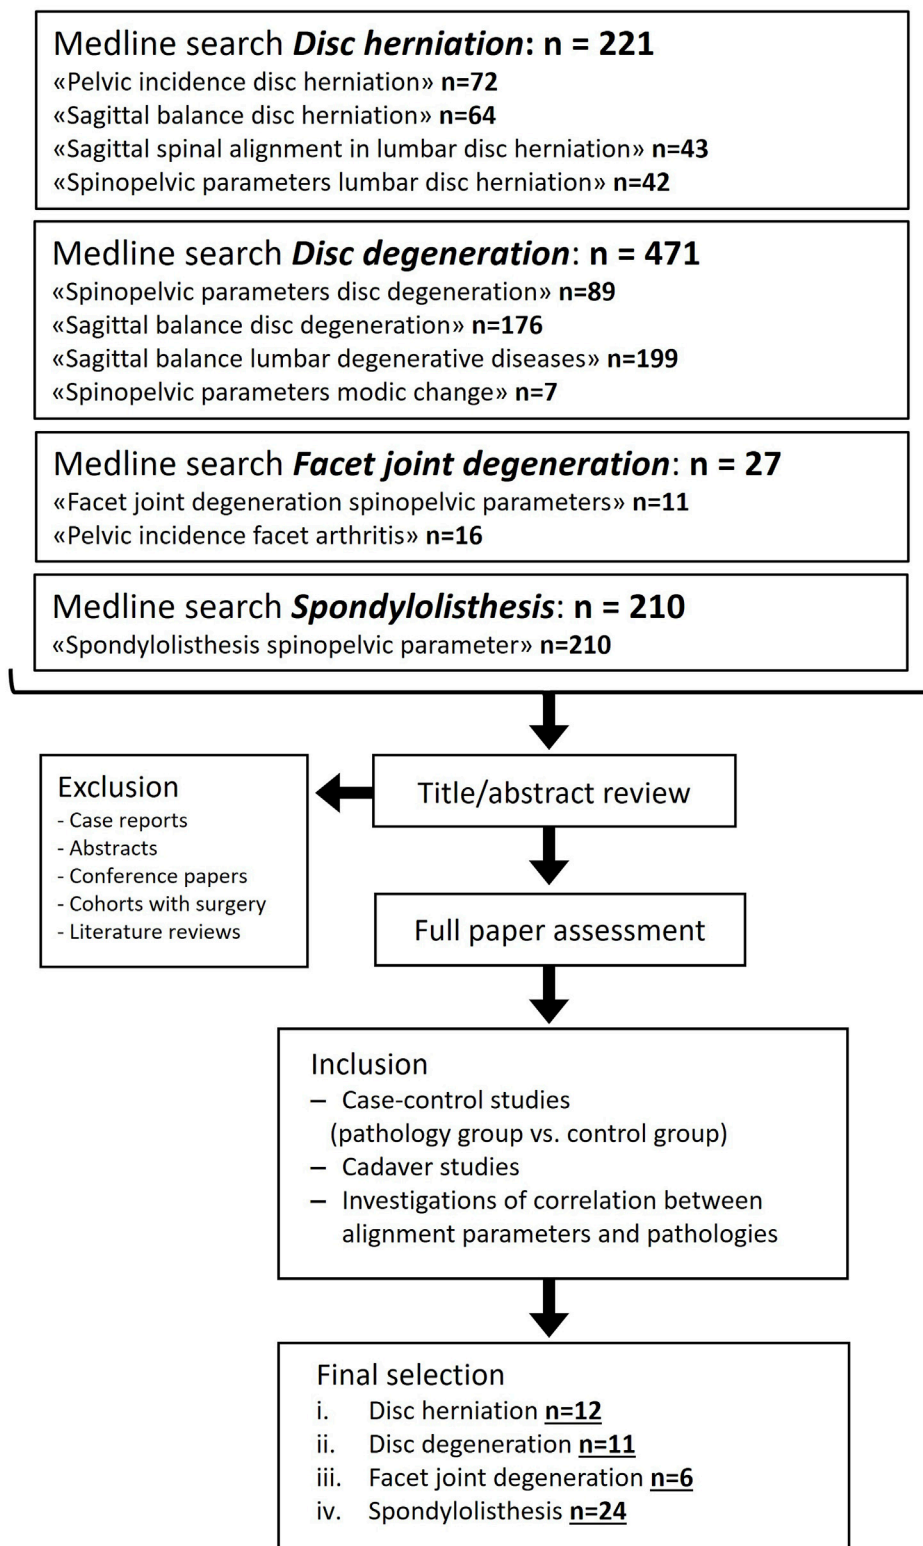 Medline search Disc herniation: n = 221
«Pelvic incidence disc herniation» n=72
«Sagittal balance disc herniation» n=64
«Sagittal spinal alignment in lumbar disc herniation» n=43
«Spinopelvic parameters lumbar disc herniation» n=42
Medline search Disc degeneration: n = 471
«Spinopelvic parameters disc degeneration» n=89
«Sagittal balance disc degeneration» n=176
«Sagittal balance lumbar degenerative diseases» n=199
«Spinopelvic parameters modic change» n=7
Medline search Facet joint degeneration: n = 27
«Facet joint degeneration spinopelvic parameters» n=11
«Pelvic incidence facet arthritis» n=16
Medline search Spondylolisthesis: n = 210
«Spondylolisthesis spinopelvic parameter» n=210
Title/abstract review
Exclusion
- Case reports
- Abstracts
- Conference papers
- Cohorts with surgery
- Literature reviews
Full paper assessment
Inclusion
– Case-control studies
(pathology group vs. control group)
– Cadaver studies
– Investigations of correlation between
alignment parameters and pathologies
Final selection
i. Disc herniation n=12
ii. Disc degeneration n=11
iii. Facet joint degeneration n=6
iv. Spondylolisthesis n=24